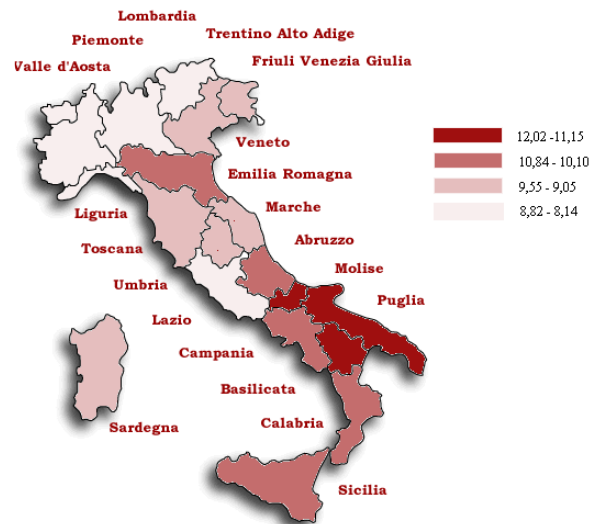 Lombardia
Trentino Alto Adige
Piemonte
Friuli Venezia Giulia
Valle d'Aosta
12,02 -11,15
Veneto
10,84 - 10,10
Emilia Romagna
9,55 - 9,05
Marche
8,82 - 8,14
Liguria
Abruzzo
Toscana
Molise
Umbria
Puglia
Lazio
Campania
Basilicata
Calabria
Sardegna
Sicilia